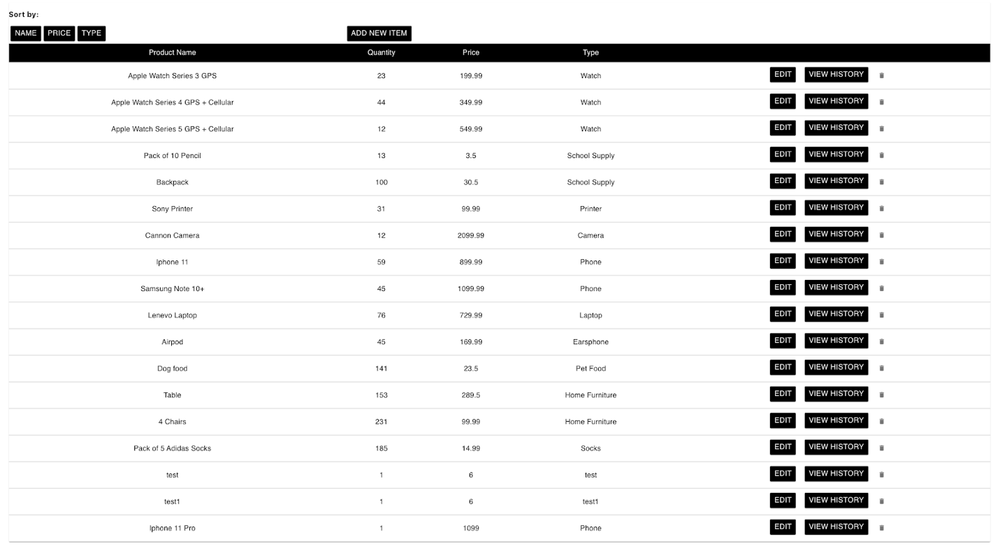 Sort by:
NAME PRICE TYPE ADD NEW ITEM
Product Name Quantity Price Type
Apple Watch Series 3 GPS 23 199.99 Watch EDIT VIEW HISTORY
Apple Watch Series 4 GPS + Cellular 44 349.99 Watch EDIT VIEW HISTORY
Apple Watch Series 5 GPS + Cellular 12 549.99 Watch EDIT VIEW HISTORY
Pack of 10 Pencil 13 3.5 School Supply EDIT VIEW HISTORY
Backpack 100 30.5 School Supply EDIT VIEW HISTORY
Sony Printer 31 99.99 Printer EDIT VIEW HISTORY
Cannon Camera 12 2099.99 Camera EDIT VIEW HISTORY
Iphone 11 59 899.99 Phone EDIT VIEW HISTORY
Samsung Note 10+ 45 1099.99 Phone EDIT VIEW HISTORY
Lenevo Laptop 76 729.99 Laptop EDIT VIEW HISTORY
Airpod 45 169.99 Earsphone EDIT VIEW HISTORY
Dog food 141 23.5 Pet Food EDIT VIEW HISTORY
Table 153 289.5 Home Furniture EDIT VIEW HISTORY
4 Chairs 231 99.99 Home Furniture EDIT VIEW HISTORY
Pack of 5 Adidas Socks 185 14.99 Socks EDIT VIEW HISTORY
test 1 6 test EDIT VIEW HISTORY
test1 1 6 test1 EDIT VIEW HISTORY
Iphone 11 Pro 1 1099 Phone EDIT VIEW HISTORY